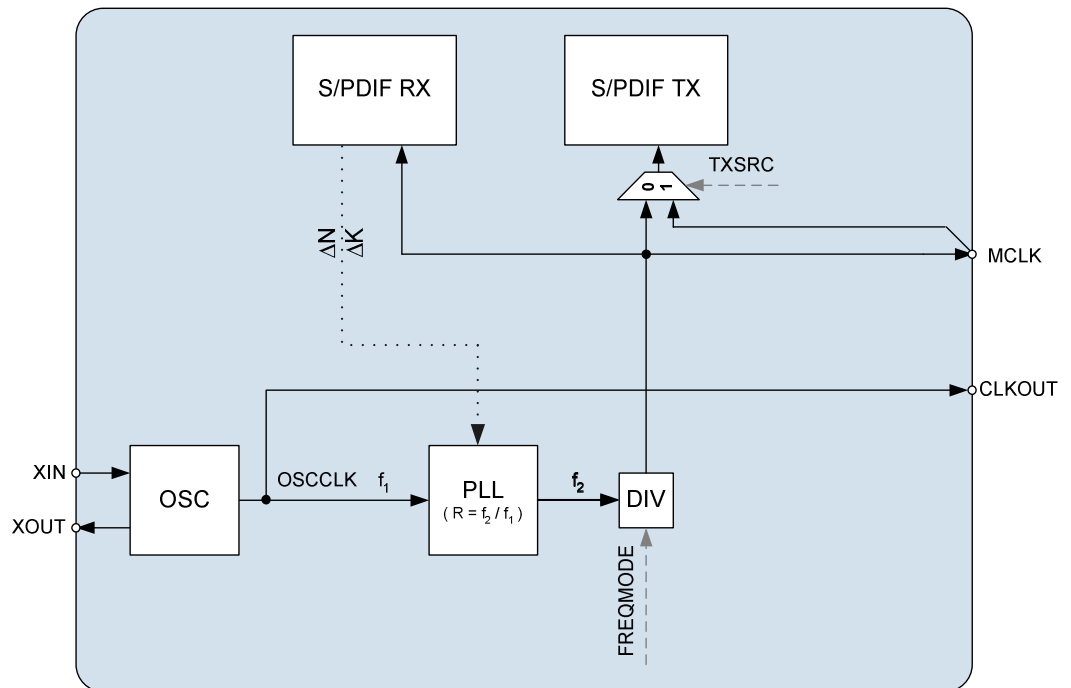 S/PDIF RX
S/PDIF TX
TXSRC
0
1
ΔN
ΔK
MCLK
CLKOUT
XIN
XOUT
OSC
OSCCLK
f₁
PLL
( R = f₂ / f₁ )
f₂
DIV
FREQMODE